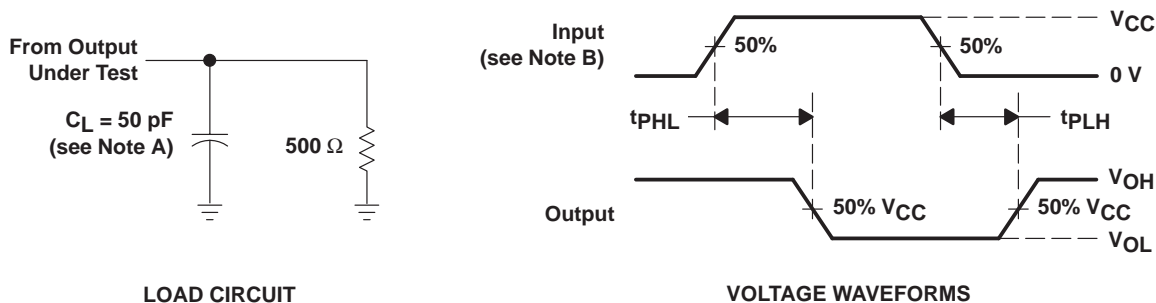 From Output
Under Test
CL = 50 pF
(see Note A)
500 Ω
LOAD CIRCUIT
Input
(see Note B)
50%
50%
VCC
0 V
tPHL
tPLH
Output
50% VCC
50% VCC
VOH
VOL
VOLTAGE WAVEFORMS